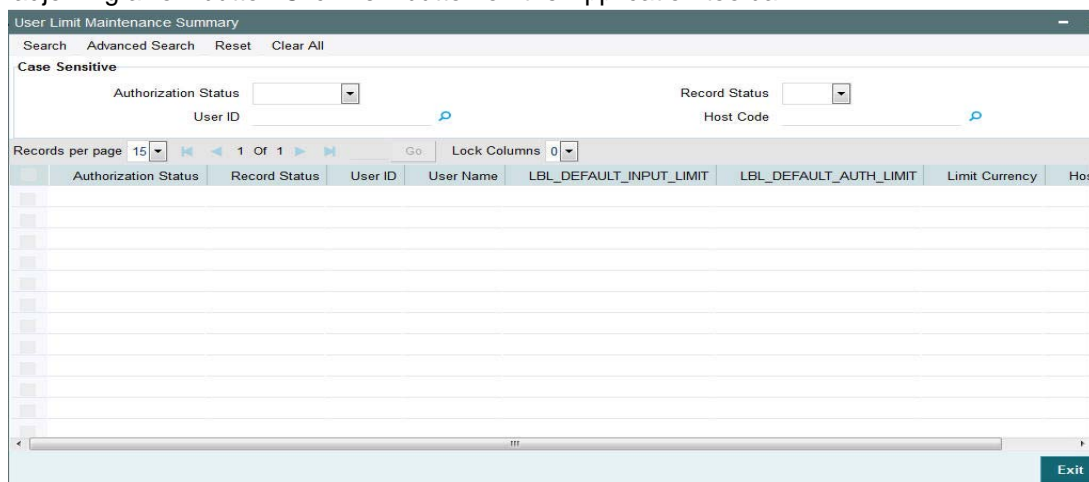 User Limit Maintenance Summary
Search Advanced Search Reset Clear All
Case Sensitive
Authorization Status Record Status
User ID Host Code
Records per page 15 1 Of 1 Go Lock Columns 0
Authorization Status Record Status User ID User Name LBL_DEFAULT_INPUT_LIMIT LBL_DEFAULT_AUTH_LIMIT Limit Currency Hos
Exit